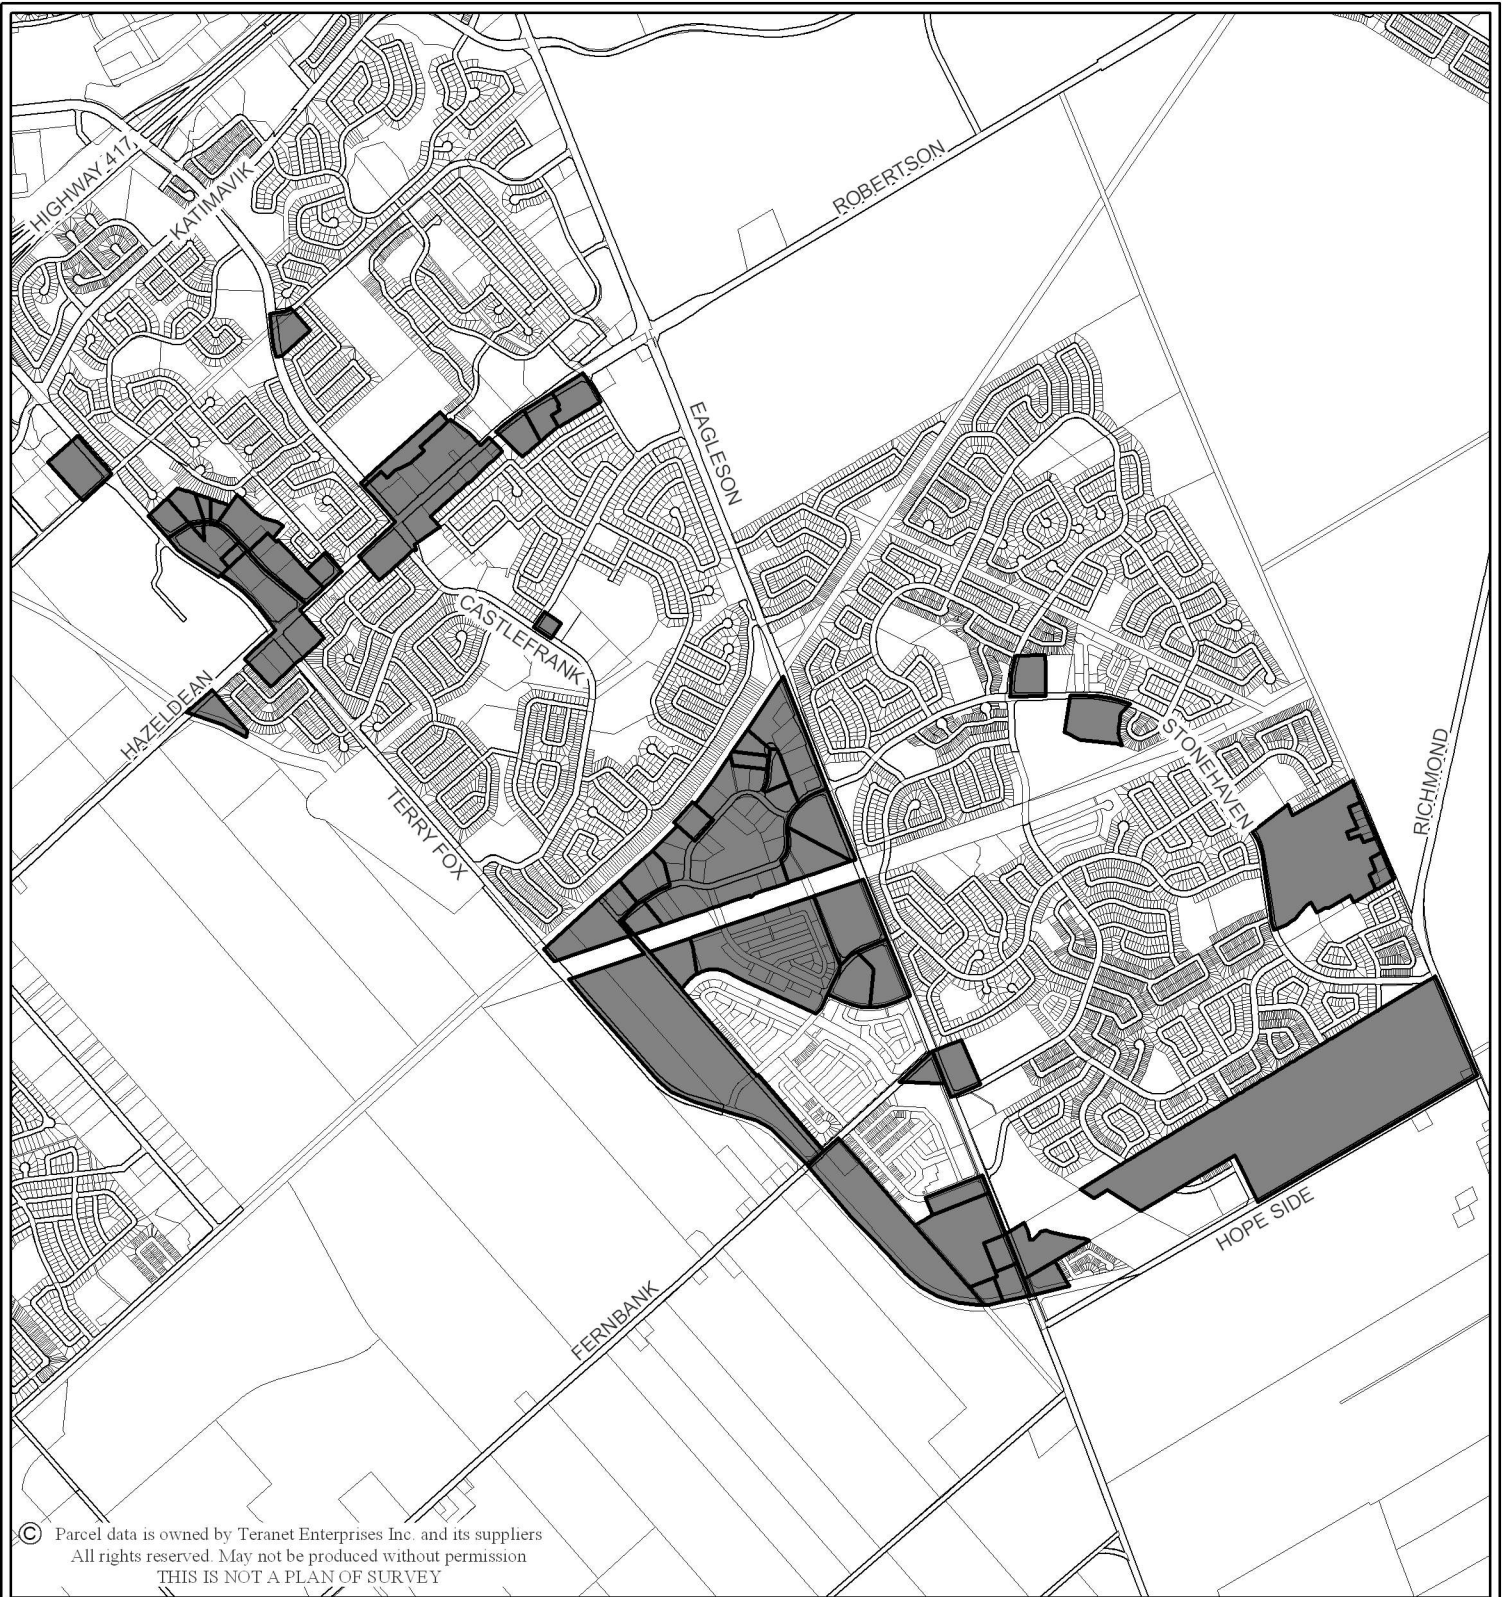 HIGHWAY 417
KATIMAVIK
ROBERTSON
EAGLESON
CASTLEFRANK
HAZELDEAN
TERRY FOX
STONEHAVEN
RICHMOND
HOPE SIDE
FERNBANK
© Parcel data is owned by Teranet Enterprises Inc. and its suppliers
All rights reserved. May not be produced without permission
THIS IS NOT A PLAN OF SURVEY